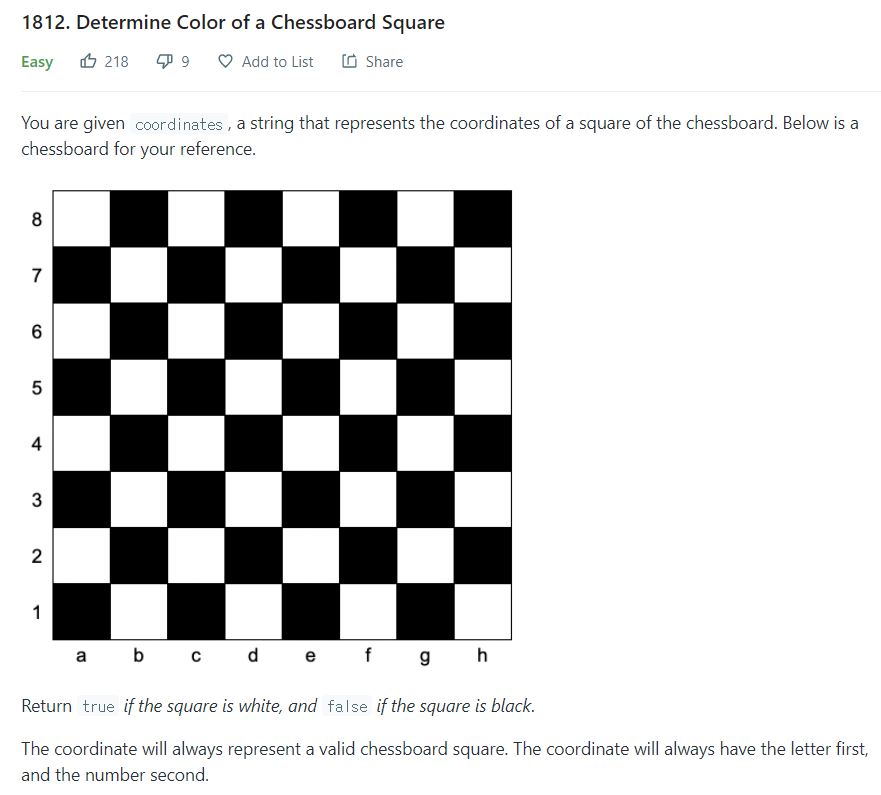 1812. Determine Color of a Chessboard Square
Easy 218 9 Add to List Share
You are given coordinates , a string that represents the coordinates of a square of the chessboard. Below is a
chessboard for your reference.
8
7
6
5
4
3
2
1
a b c d e f g h
Return true if the square is white, and false if the square is black.
The coordinate will always represent a valid chessboard square. The coordinate will always have the letter first,
and the number second.